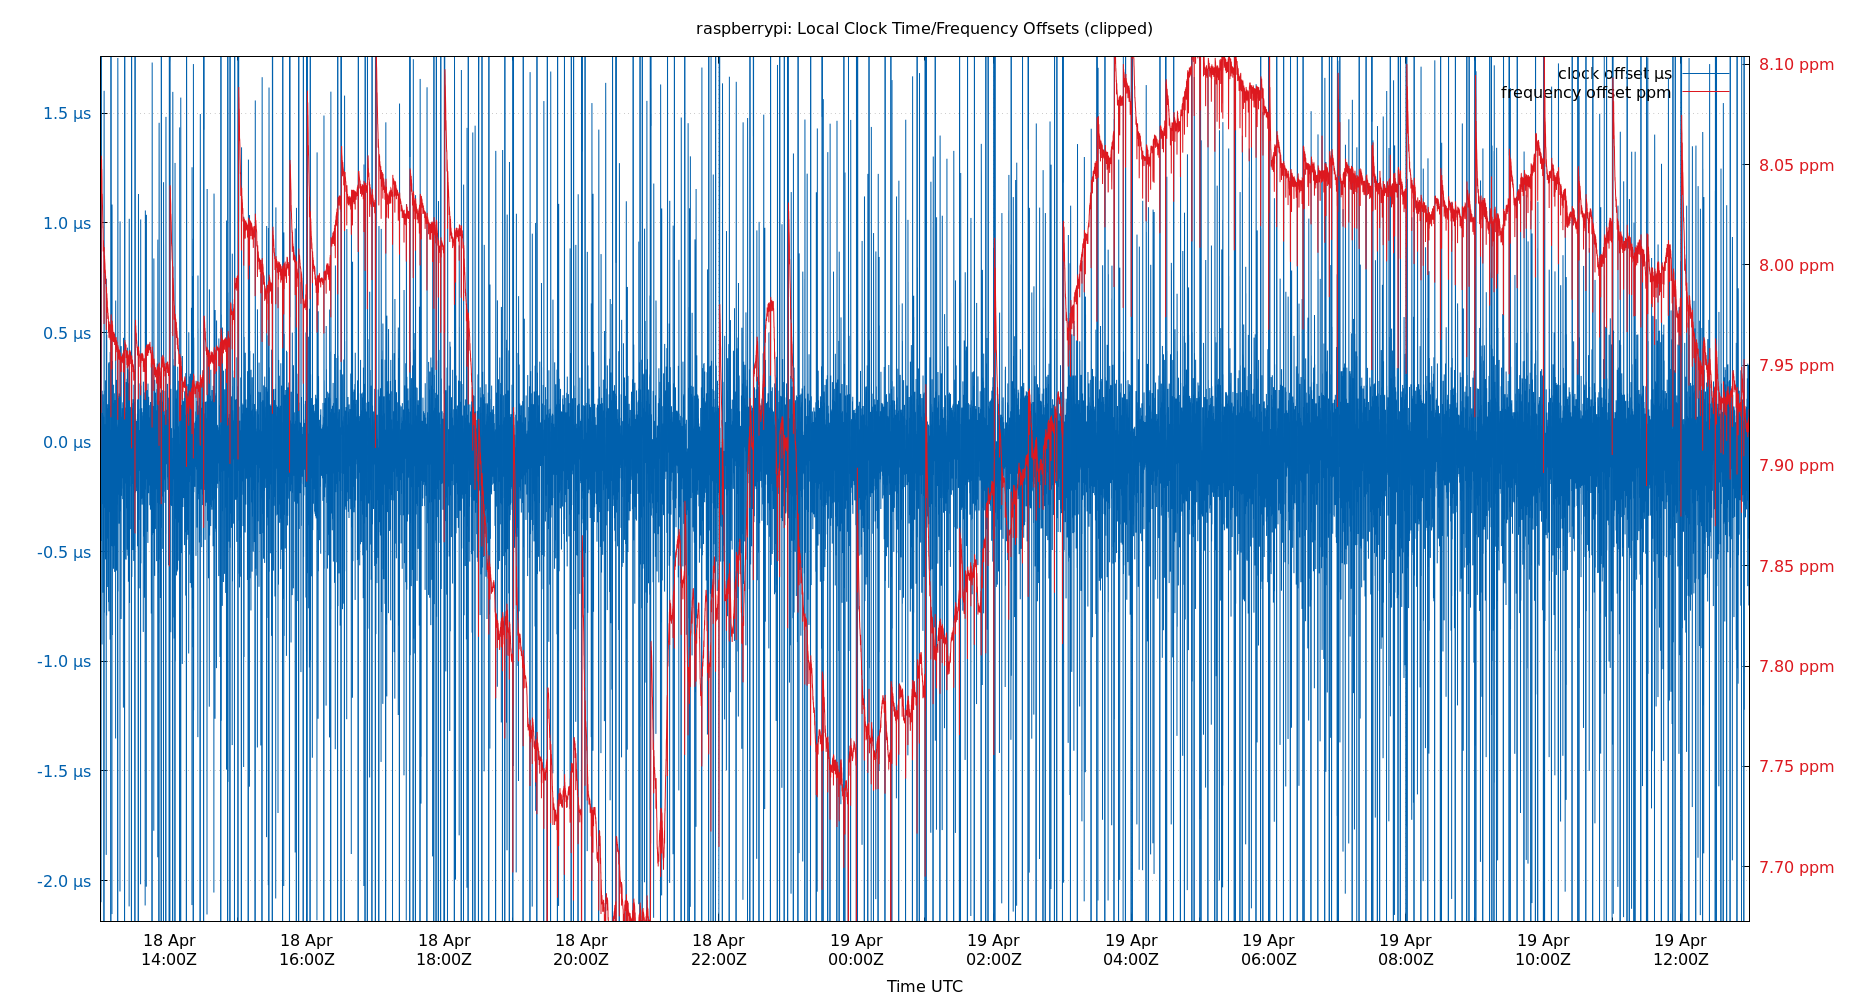 raspberrypi: Local Clock Time/Frequency Offsets (clipped)
clock offset µs
frequency offset ppm
1.5 µs
1.0 µs
0.5 µs
0.0 µs
-0.5 µs
-1.0 µs
-1.5 µs
-2.0 µs
8.10 ppm
8.05 ppm
8.00 ppm
7.95 ppm
7.90 ppm
7.85 ppm
7.80 ppm
7.75 ppm
7.70 ppm
18 Apr 18 Apr 18 Apr 18 Apr 18 Apr 19 Apr 19 Apr 19 Apr 19 Apr 19 Apr 19 Apr 19 Apr
14:00Z 16:00Z 18:00Z 20:00Z 22:00Z 00:00Z 02:00Z 04:00Z 06:00Z 08:00Z 10:00Z 12:00Z
Time UTC